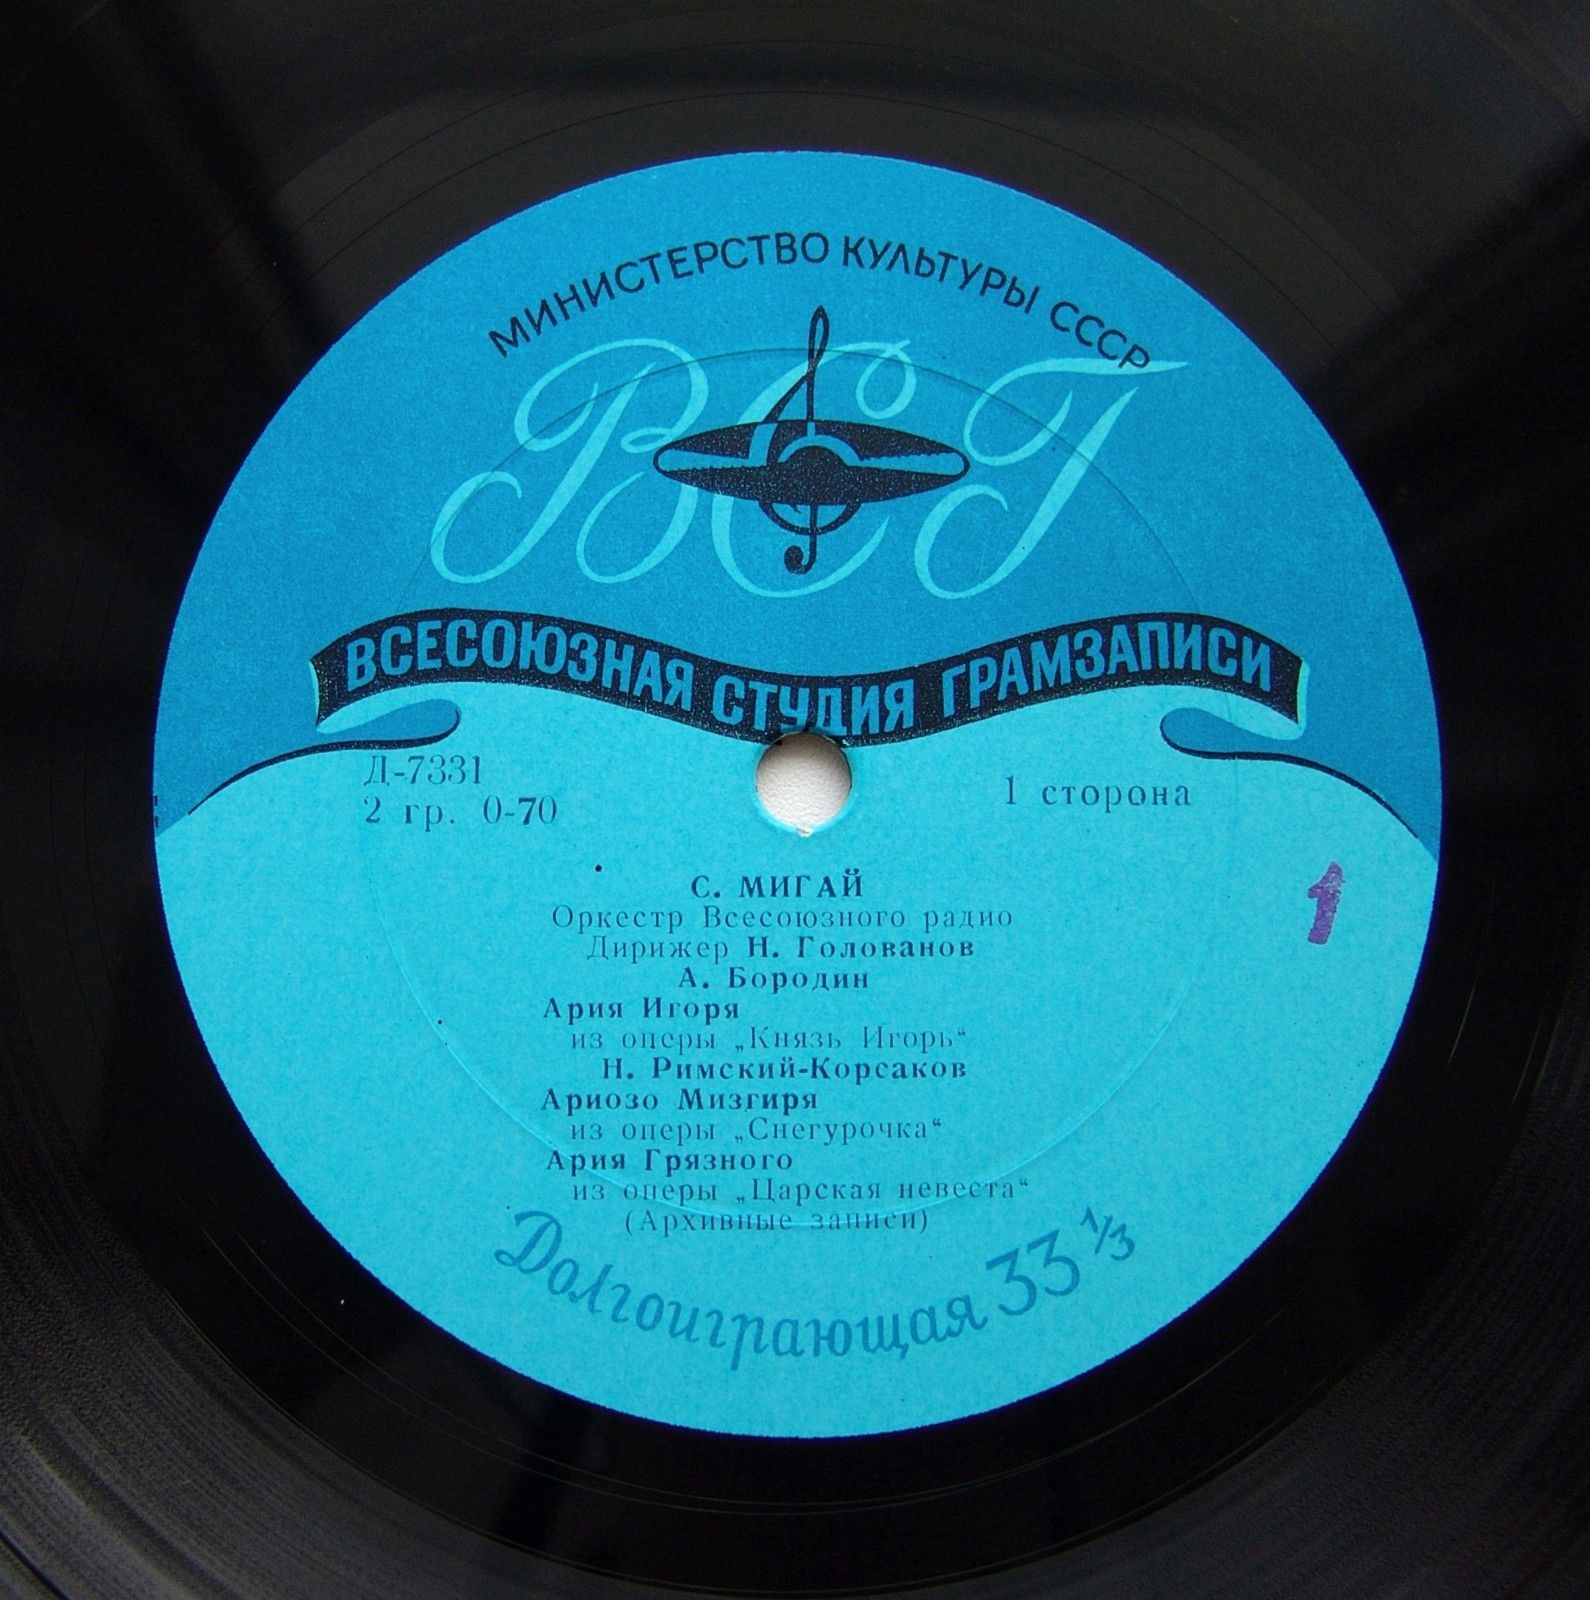 МИНИСТЕРСТВО КУЛЬТУРЫ СССР
ВСГ
ВСЕСОЮЗНАЯ СТУДИЯ ГРАМЗАПИСИ
Д-7331
2 гр. 0-70
1 сторона
1
С. МИГАЙ
Оркестр Всесоюзного радио
Дирижер Н. Голованов
А. Бородин
Ария Игоря
из оперы „Князь Игорь“
Н. Римский-Корсаков
Ариозо Мизгиря
из оперы „Снегурочка“
Ария Грязного
из оперы „Царская невеста“
(Архивные записи)
Долгоиграющая 33 1/3